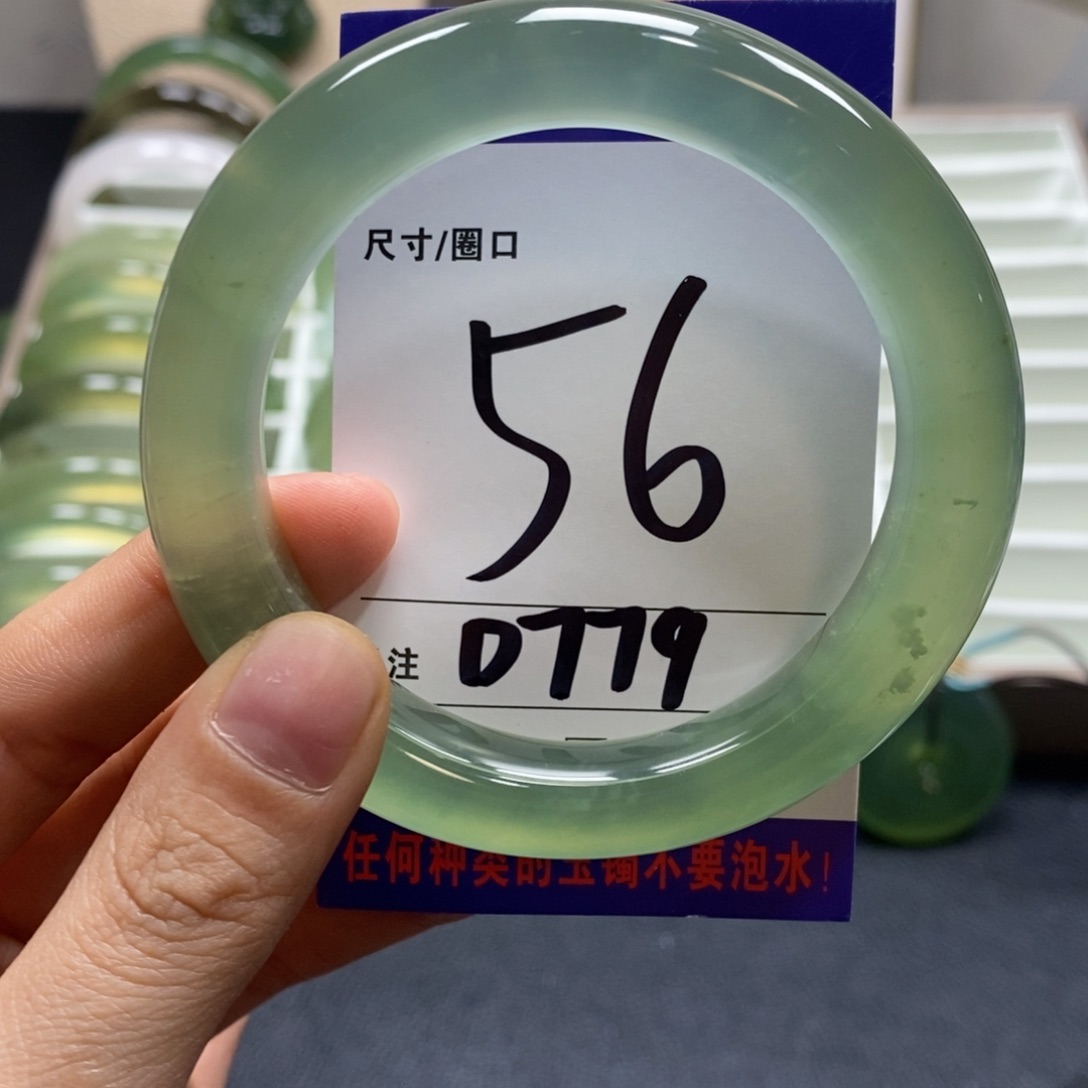 尺寸/圈口
56
注 D779
任何种类的玉镯不要泡水!